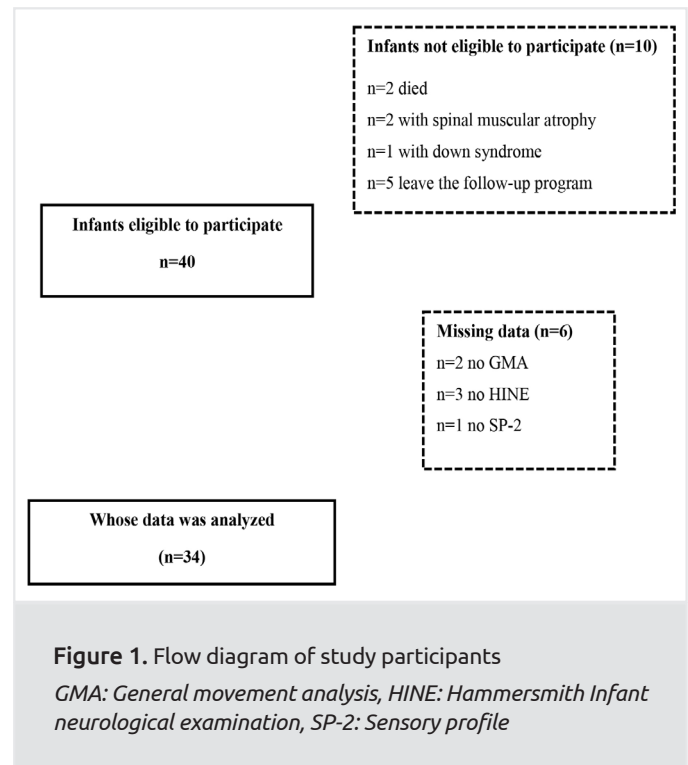 Infants not eligible to participate (n=10)
n=2 died
n=2 with spinal muscular atrophy
n=1 with down syndrome
n=5 leave the follow-up program
Infants eligible to participate
n=40
Missing data (n=6)
n=2 no GMA
n=3 no HINE
n=1 no SP-2
Whose data was analyzed
(n=34)
Figure 1. Flow diagram of study participants
GMA: General movement analysis, HINE: Hammersmith Infant
neurological examination, SP-2: Sensory profile